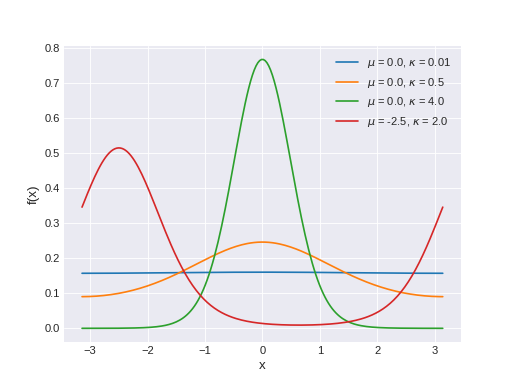 μ = 0.0, κ = 0.01
μ = 0.0, κ = 0.5
μ = 0.0, κ = 4.0
μ = -2.5, κ = 2.0
f(x)
0.8
0.7
0.6
0.5
0.4
0.3
0.2
0.1
0.0
−3 −2 −1 0 1 2 3
x